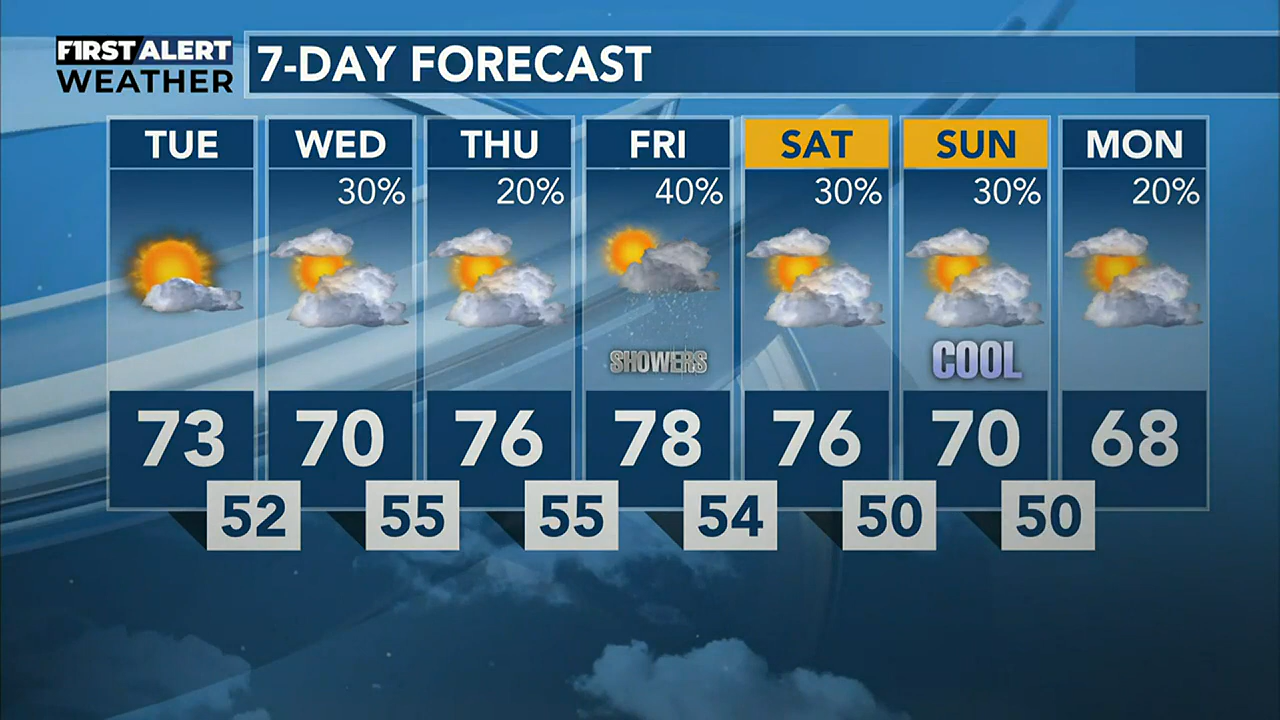 FIRST ALERT
WEATHER
7-DAY FORECAST
TUE WED THU FRI SAT SUN MON
30% 20% 40% 30% 30% 20%
SHOWERS COOL
73 70 76 78 76 70 68
52 55 55 54 50 50